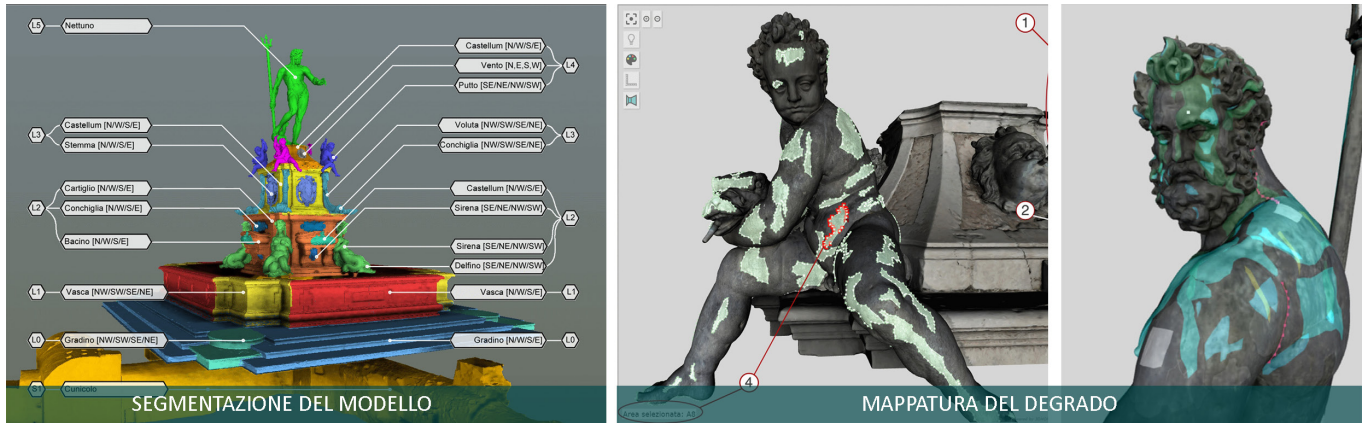 L5
Nettuno
Castellum [N/W/S/E]
Vento [N,E,S,W]
L4
Putto [SE/NE/NW/SW]
Castellum [N/W/S/E]
L3
Stemma [N/W/S/E]
Voluta [NW/SW/SE/NE]
L3
Conchiglia [NW/SW/SE/NE]
Cartiglio [N/W/S/E]
L2
Conchiglia [N/W/S/E]
Bacino [N/W/S/E]
Castellum [N/W/S/E]
Sirena [SE/NE/NW/SW]
L2
Sirena [SE/NE/NW/SW]
Delfino [SE/NE/NW/SW]
L1
Vasca [NW/SW/SE/NE]
Vasca [N/W/S/E]
L1
L0
Gradino [NW/SW/SE/NE]
Gradino [N/W/S/E]
L0
S1
Cunicolo
SEGMENTAZIONE DEL MODELLO
1
2
4
Area selezionata: A8
MAPPATURA DEL DEGRADO